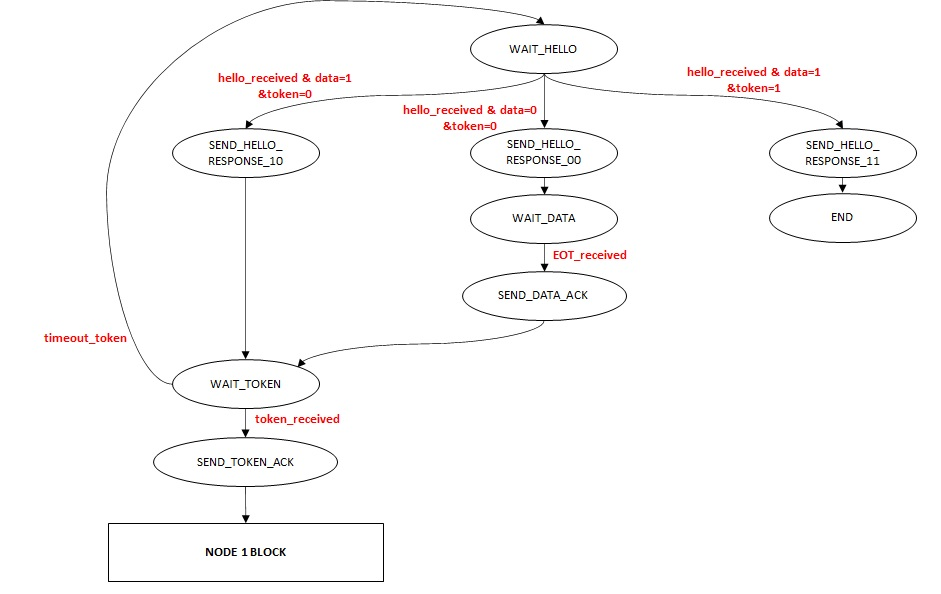 WAIT_HELLO
hello_received & data=1
&token=0
hello_received & data=0
&token=0
hello_received & data=1
&token=1
SEND_HELLO_
RESPONSE_10
SEND_HELLO_
RESPONSE_00
SEND_HELLO_
RESPONSE_11
WAIT_DATA
END
EOT_received
SEND_DATA_ACK
timeout_token
WAIT_TOKEN
token_received
SEND_TOKEN_ACK
NODE 1 BLOCK